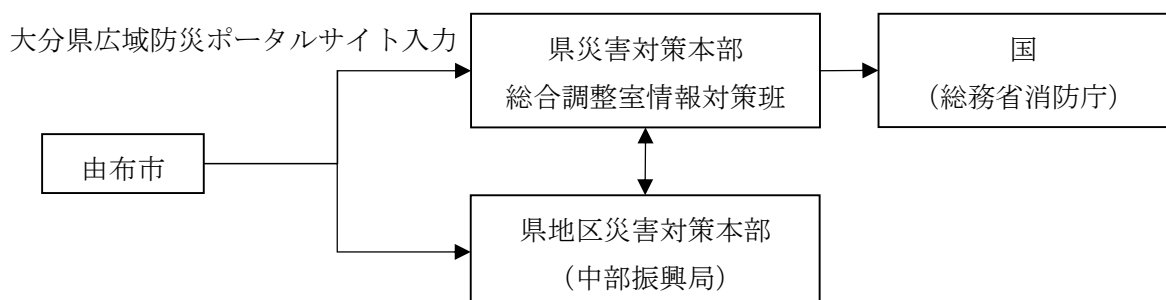 大分県広域防災ポータルサイト入力
県災害対策本部
総合調整室情報対策班
国
（総務省消防庁）
由布市
県地区災害対策本部
（中部振興局）